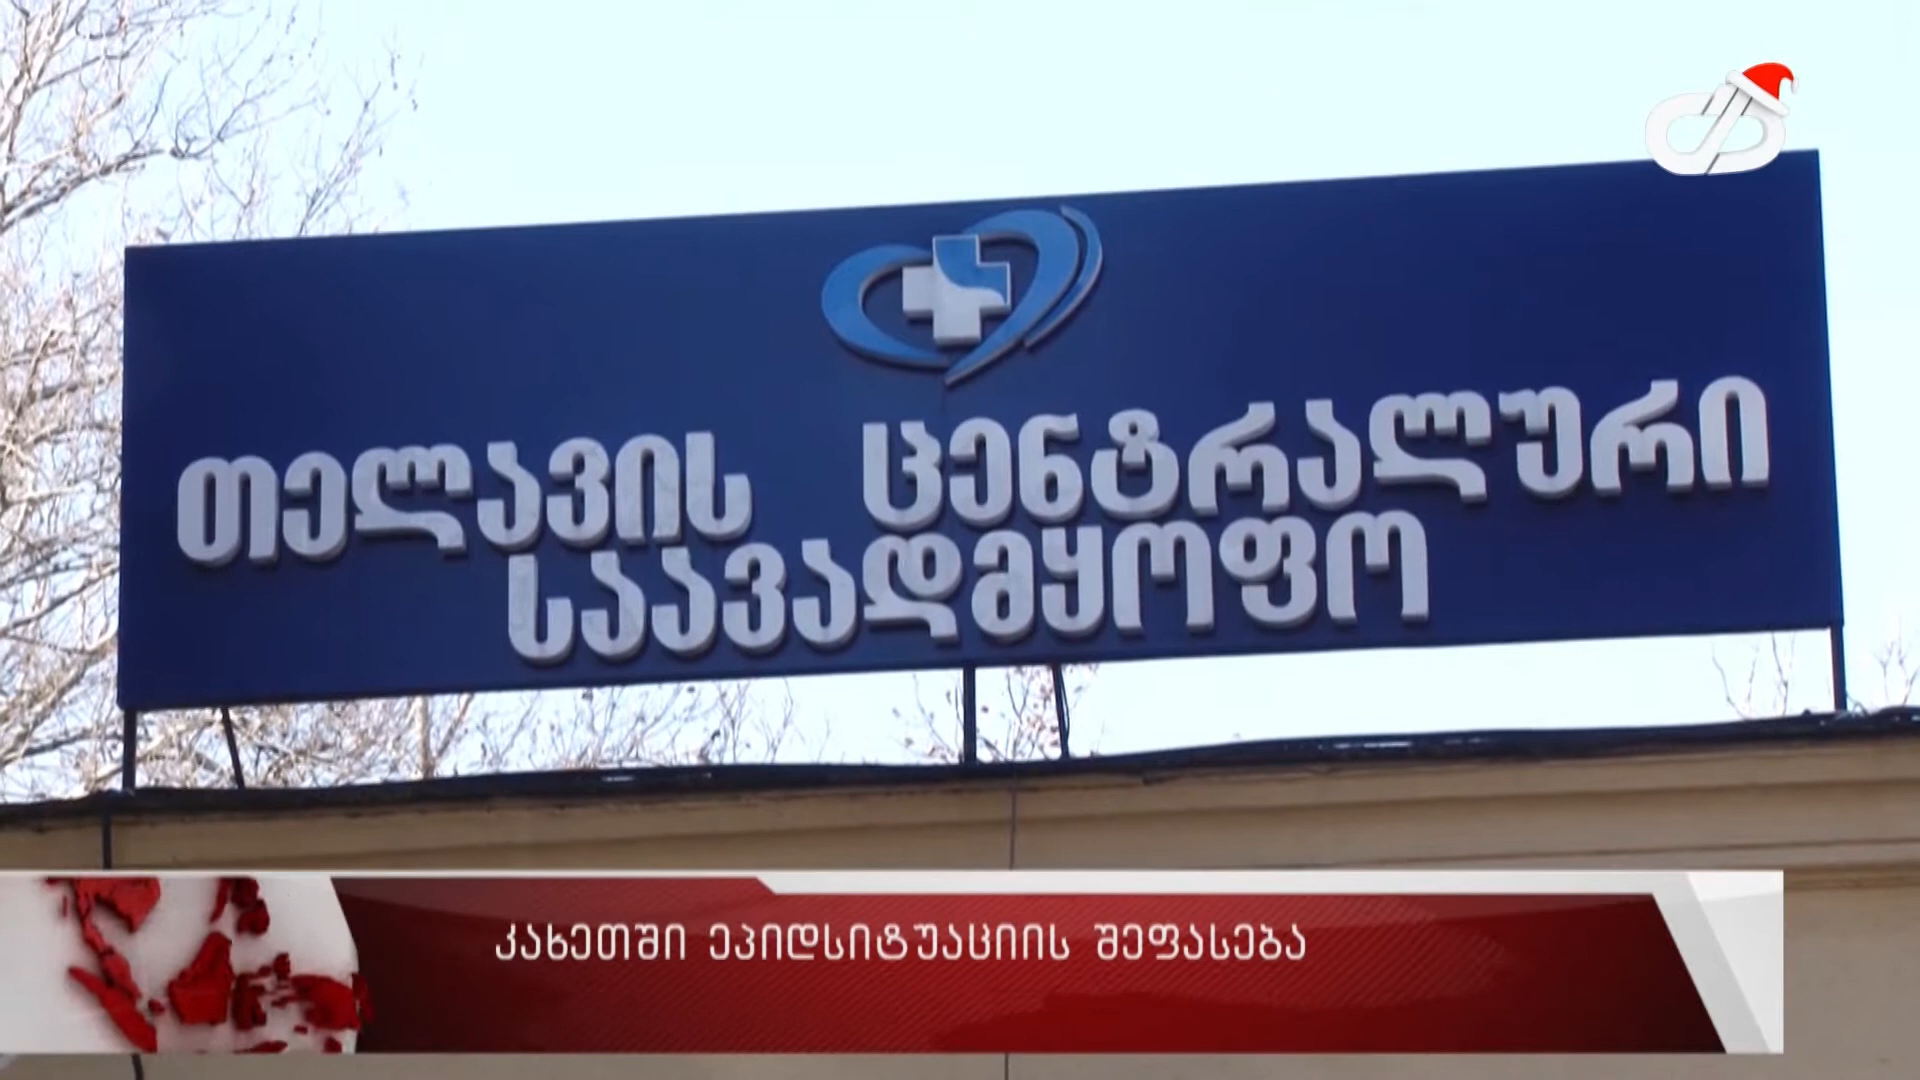 თელავის ცენტრალური
საავადმყოფო
კახეთში ეპიდსიტუაციის შეფასება